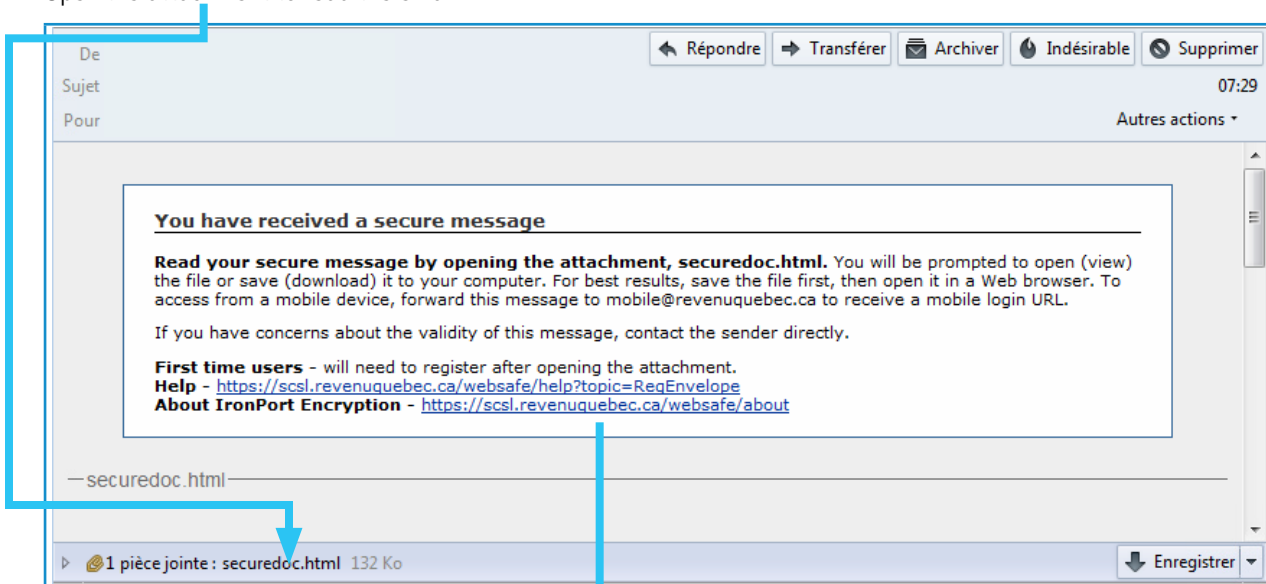 De
Répondre
Transférer
Archiver
Indésirable
Supprimer
Sujet
07:29
Pour
Autres actions
You have received a secure message
Read your secure message by opening the attachment, securedoc.html. You will be prompted to open (view)
the file or save (download) it to your computer. For best results, save the file first, then open it in a Web browser. To
access from a mobile device, forward this message to mobile@revenuquebec.ca to receive a mobile login URL.
If you have concerns about the validity of this message, contact the sender directly.
First time users - will need to register after opening the attachment.
Help - https://scsl.revenuquebec.ca/websafe/help?topic=RegEnvelope
About IronPort Encryption - https://scsl.revenuquebec.ca/websafe/about
securedoc.html
1 pièce jointe : securedoc.html 132 Ko
Enregistrer